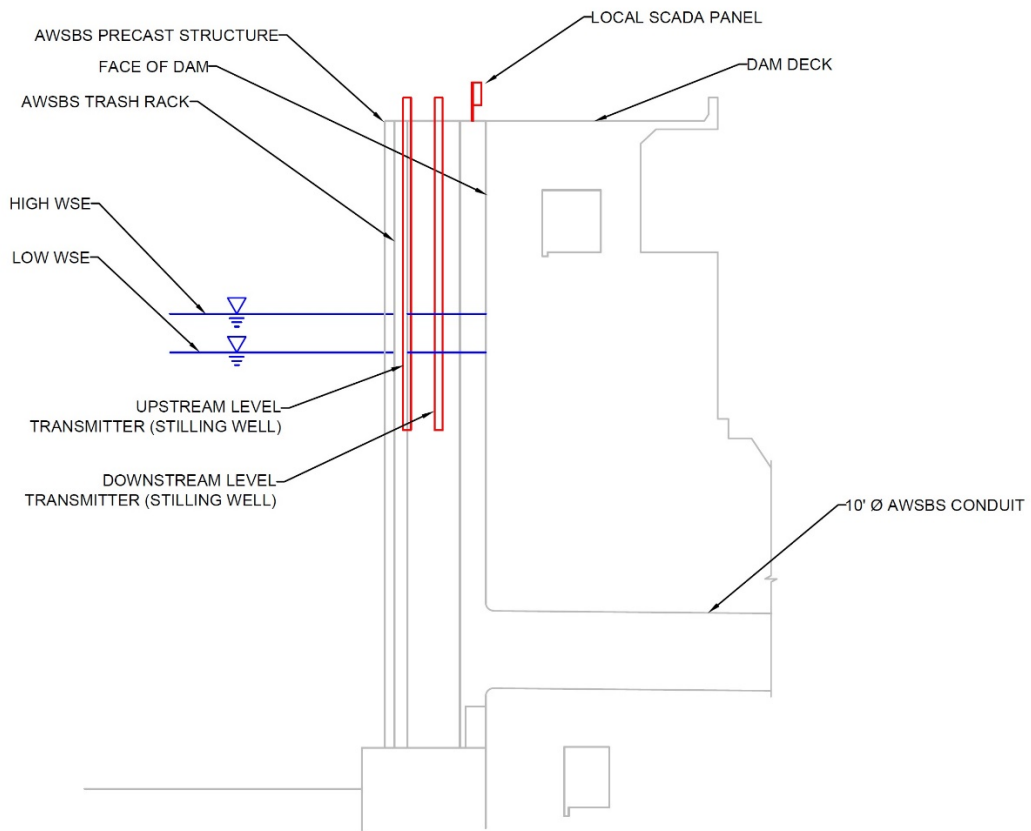 LOCAL SCADA PANEL
AWSBS PRECAST STRUCTURE
FACE OF DAM
DAM DECK
AWSBS TRASH RACK
HIGH WSE
LOW WSE
UPSTREAM LEVEL
TRANSMITTER (STILLING WELL)
DOWNSTREAM LEVEL
TRANSMITTER (STILLING WELL)
10' Ø AWSBS CONDUIT